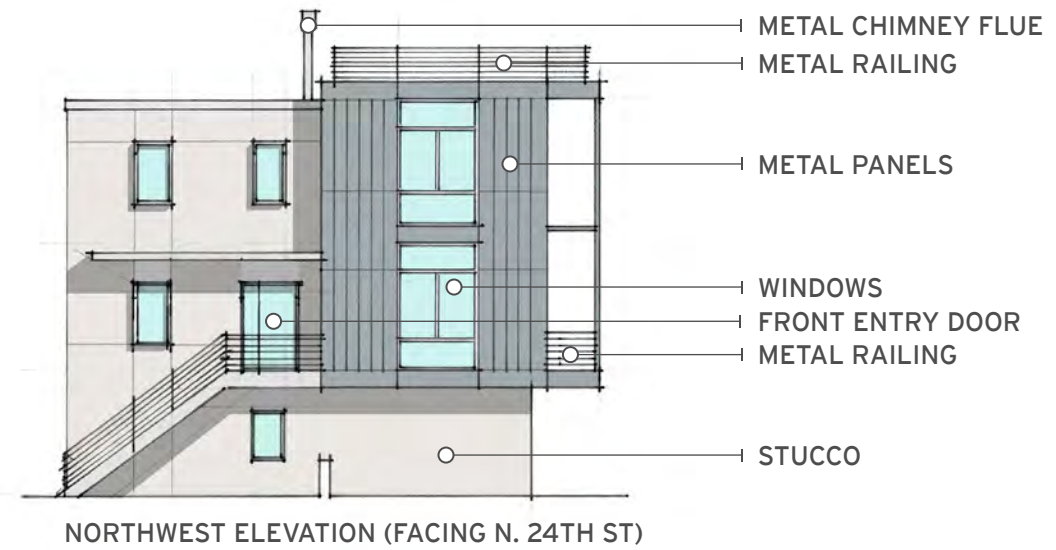 METAL CHIMNEY FLUE
METAL RAILING
METAL PANELS
WINDOWS
FRONT ENTRY DOOR
METAL RAILING
STUCCO
NORTHWEST ELEVATION (FACING N. 24TH ST)